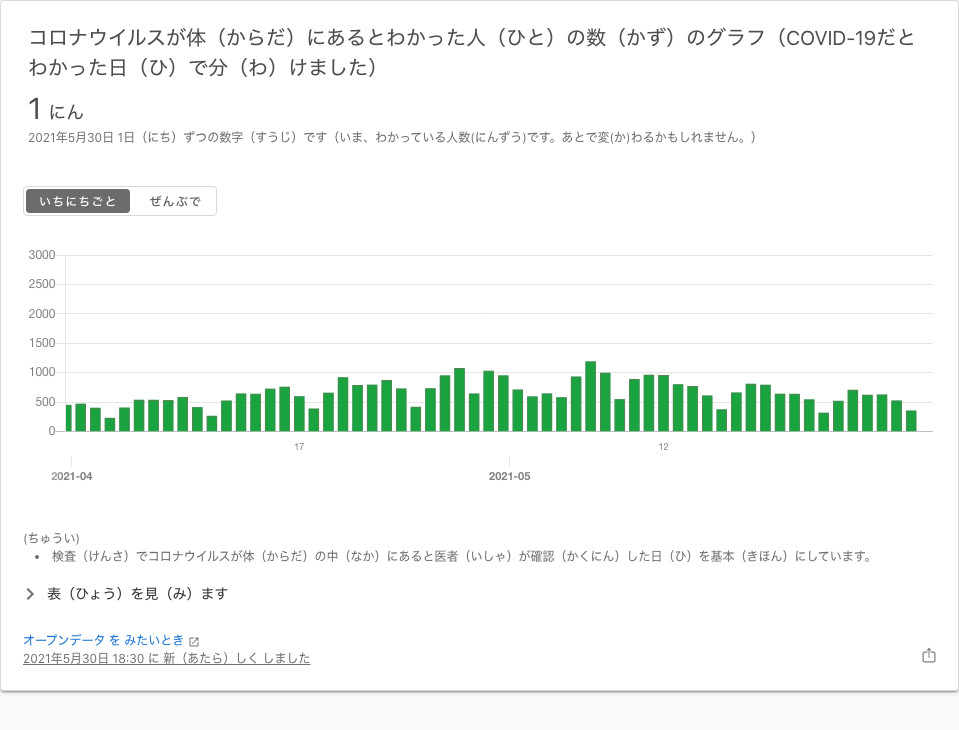 コロナウイルスが体（からだ）にあるとわかった人（ひと）の数（かず）のグラフ（COVID-19だと
わかった日（ひ）で分（わ）けました）
1 にん
2021年5月30日 1日（にち）ずつの数字（すうじ）です（いま、わかっている人数(にんずう)です。あとで変(か)わるかもしれません。）
いちにちごと ぜんぶで
3000
2500
2000
1500
1000
500
0
17 12
2021-04 2021-05
(ちゅうい)
• 検査（けんさ）でコロナウイルスが体（からだ）の中（なか）にあると医者（いしゃ）が確認（かくにん）した日（ひ）を基本（きほん）にしています。
表（ひょう）を見（み）ます
オープンデータ を みたいとき
2021年5月30日 18:30 に 新（あたら）しく しました